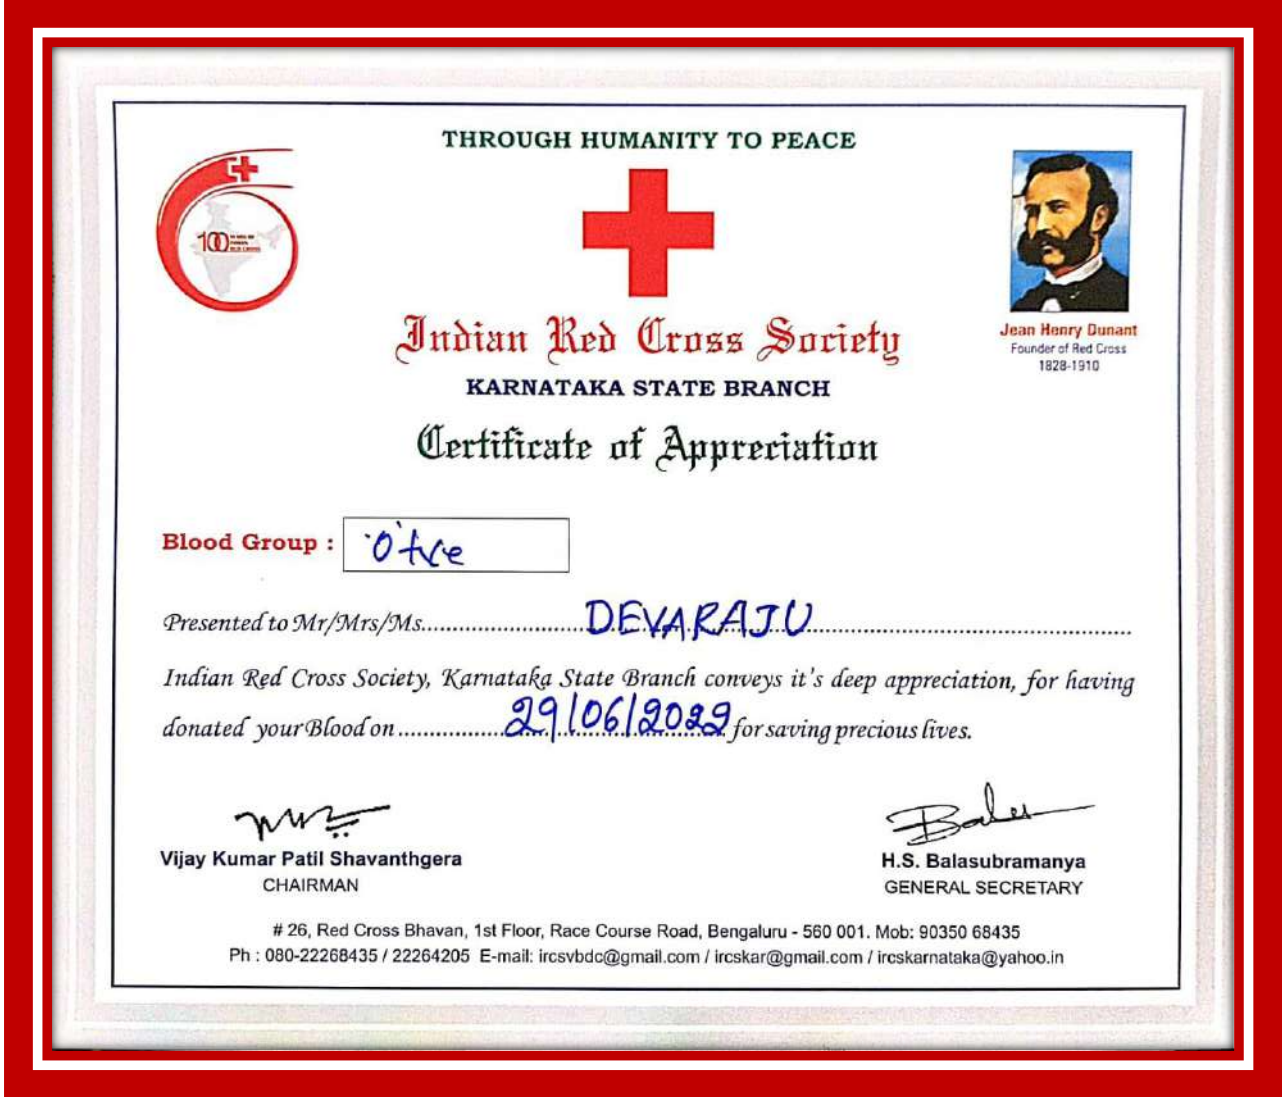 THROUGH HUMANITY TO PEACE
100
Indian Red Cross Society
KARNATAKA STATE BRANCH
Certificate of Appreciation
Jean Henry Dunant
Founder of Red Cross
1828-1910
Blood Group : 'O'+ve
Presented to Mr/Mrs/Ms. DEVARAJU
Indian Red Cross Society, Karnataka State Branch conveys it's deep appreciation, for having
donated your Blood on 29/06/2022 for saving precious lives.
Vijay Kumar Patil Shavanthgera
CHAIRMAN
H.S. Balasubramanya
GENERAL SECRETARY
# 26, Red Cross Bhavan, 1st Floor, Race Course Road, Bengaluru - 560 001. Mob: 90350 68435
Ph : 080-22268435 / 22264205 E-mail: ircsvbdc@gmail.com / ircskar@gmail.com / ircskarnataka@yahoo.in